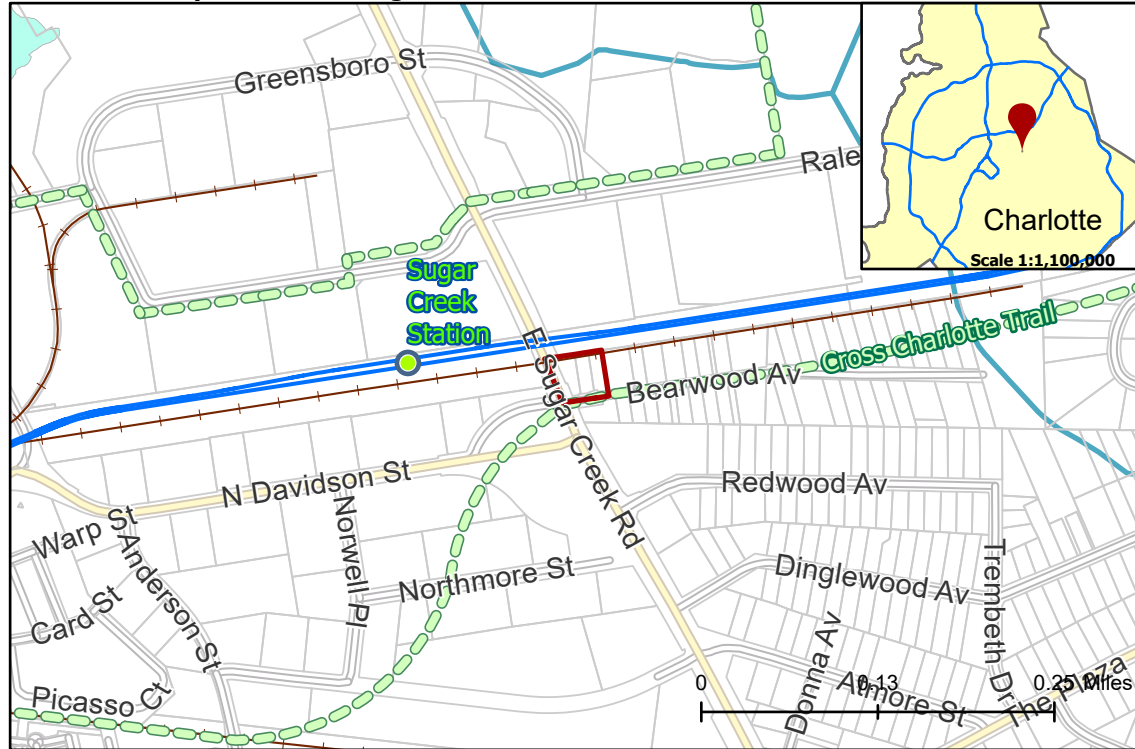 Greensboro St
Rale
Charlotte
Scale 1:1,100,000
Sugar
Creek
Station
E Sugar Creek Rd
Cross Charlotte Trail
Bearwood Av
N Davidson St
Redwood Av
Warp St
Anderson St
Norwell Pl
Northmore St
Dinglewood Av
Trembeth Dr
Card St
Donna Av
Picasso Ct
Atmore St
The Plaza
0 0.13 0.25 Miles